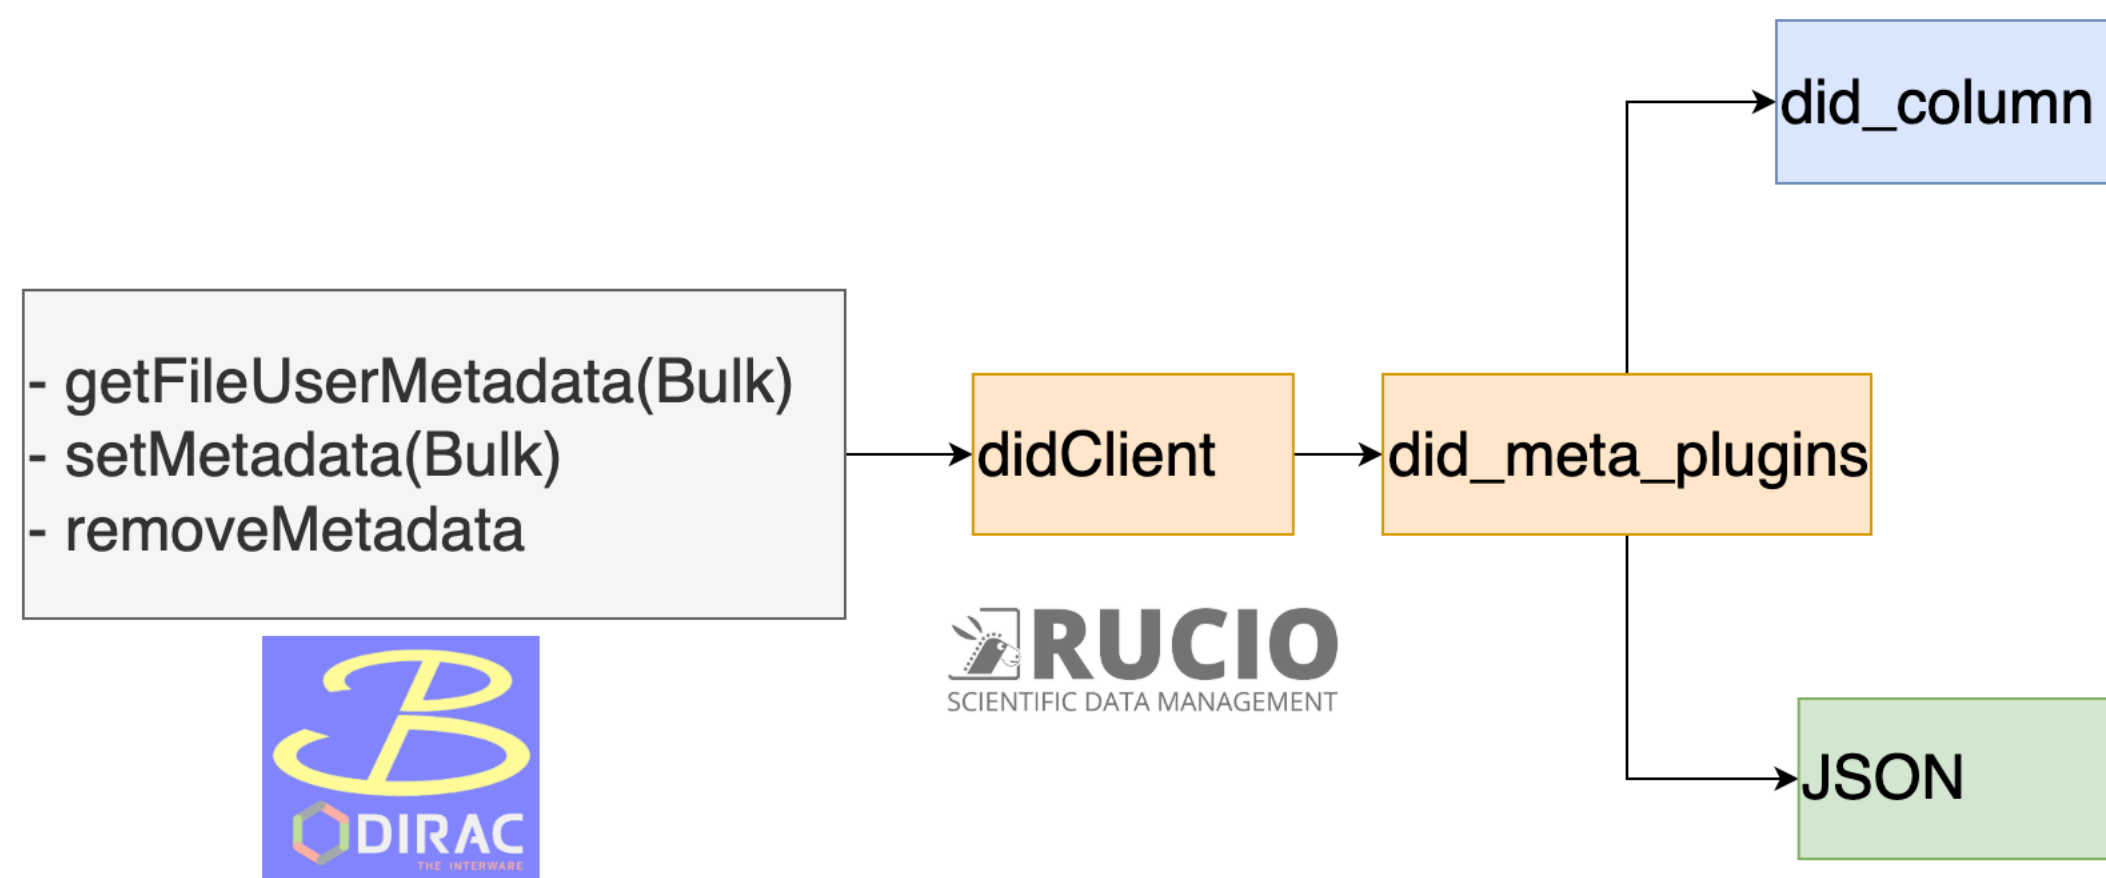 did_column
- getFileUserMetadata(Bulk)
- setMetadata(Bulk)
- removeMetadata
didClient
did_meta_plugins
RUCIO
SCIENTIFIC DATA MANAGEMENT
JSON
DIRAC
THE INTERWARE